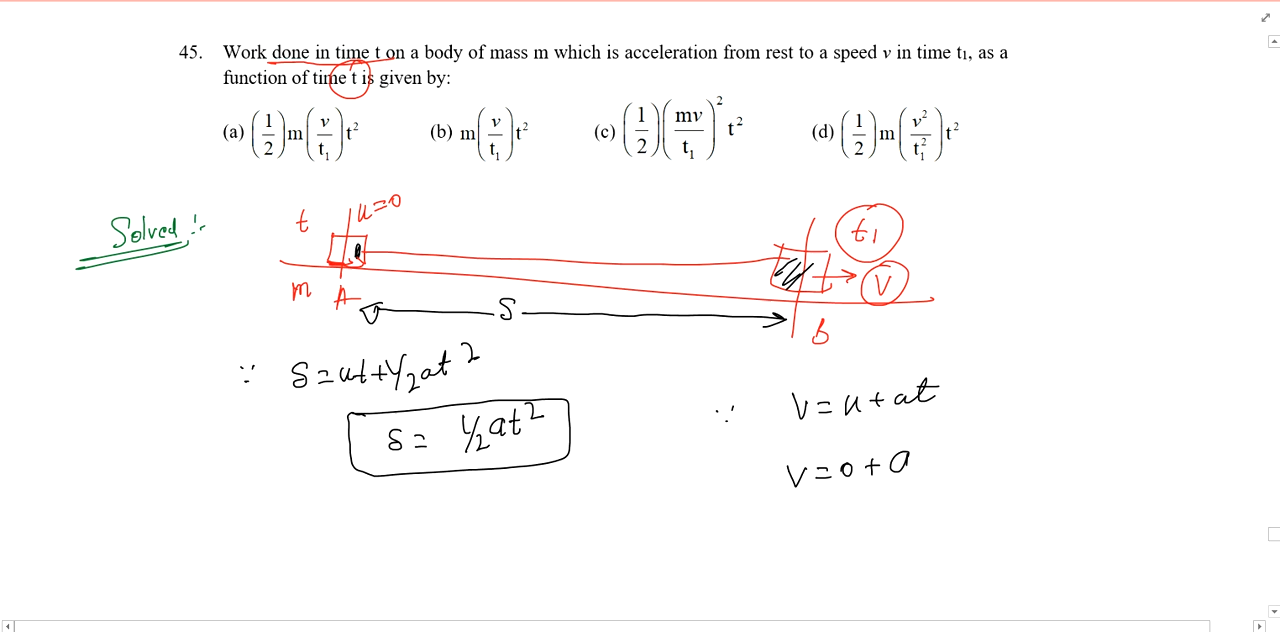 45. Work done in time t on a body of mass m which is acceleration from rest to a speed v in time t₁, as a
function of time t is given by:
(a) (1/2)m(v/t₁)t² (b) m(v/t₁)t² (c) (1/2)(mv/t₁)²t² (d) (1/2)m(v²/t₁²)t²
Solved :-
t u=0 t₁
m A S V
b
∵ S=ut+1/2at²
S= 1/2at²
∵ V=u+at
V=0+a